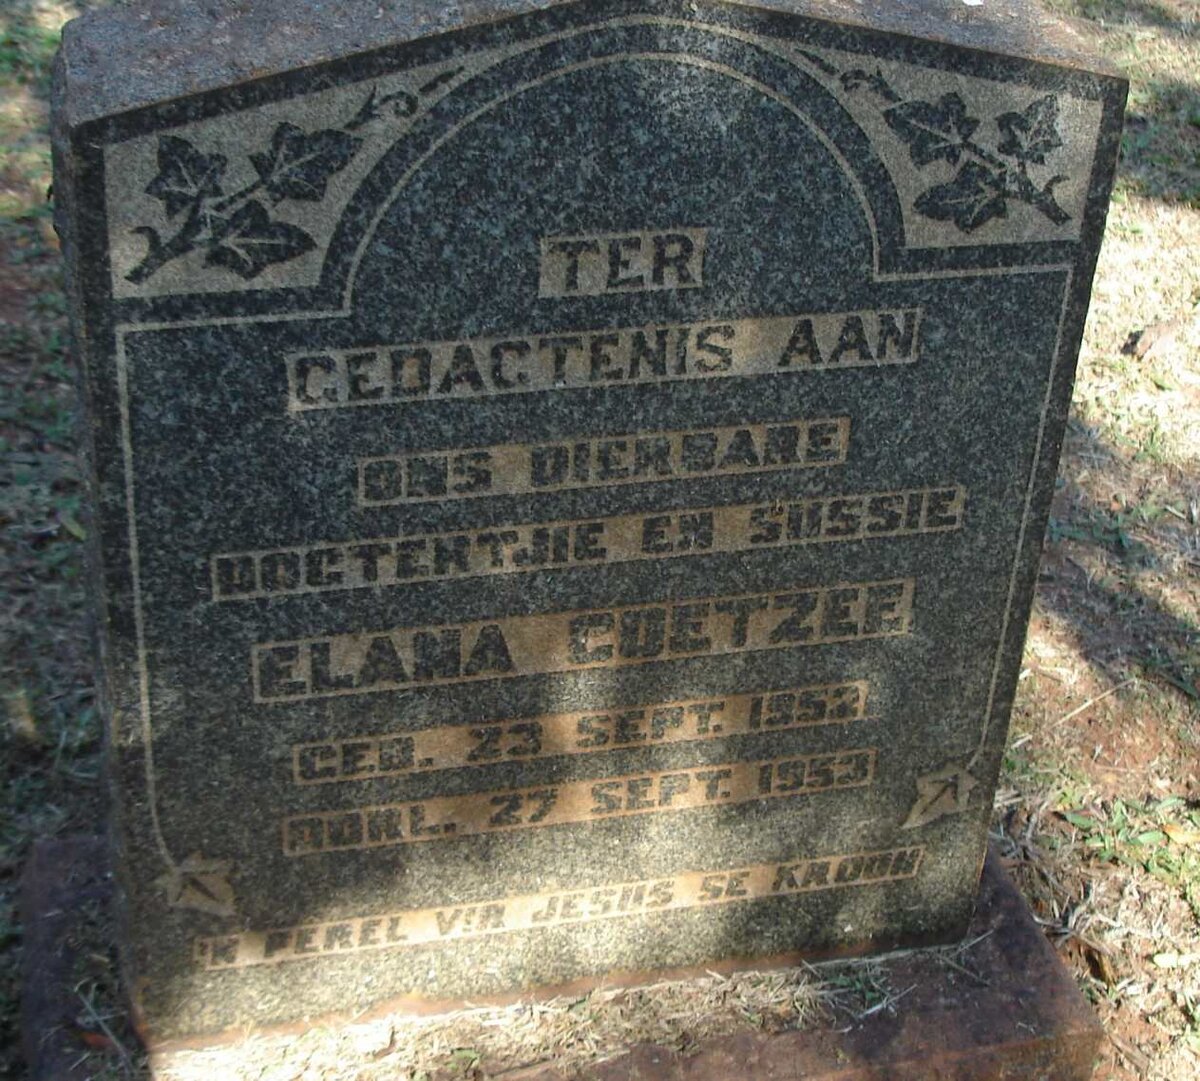 TER
GEDAGTENIS AAN
ONS DIERBARE
DOGTERTJIE EN SUSSIE
ELANA COETZEE
GEB. 23 SEPT. 1952
OORL. 27 SEPT. 1953
'N PEREL VIR JESUS SE KROON